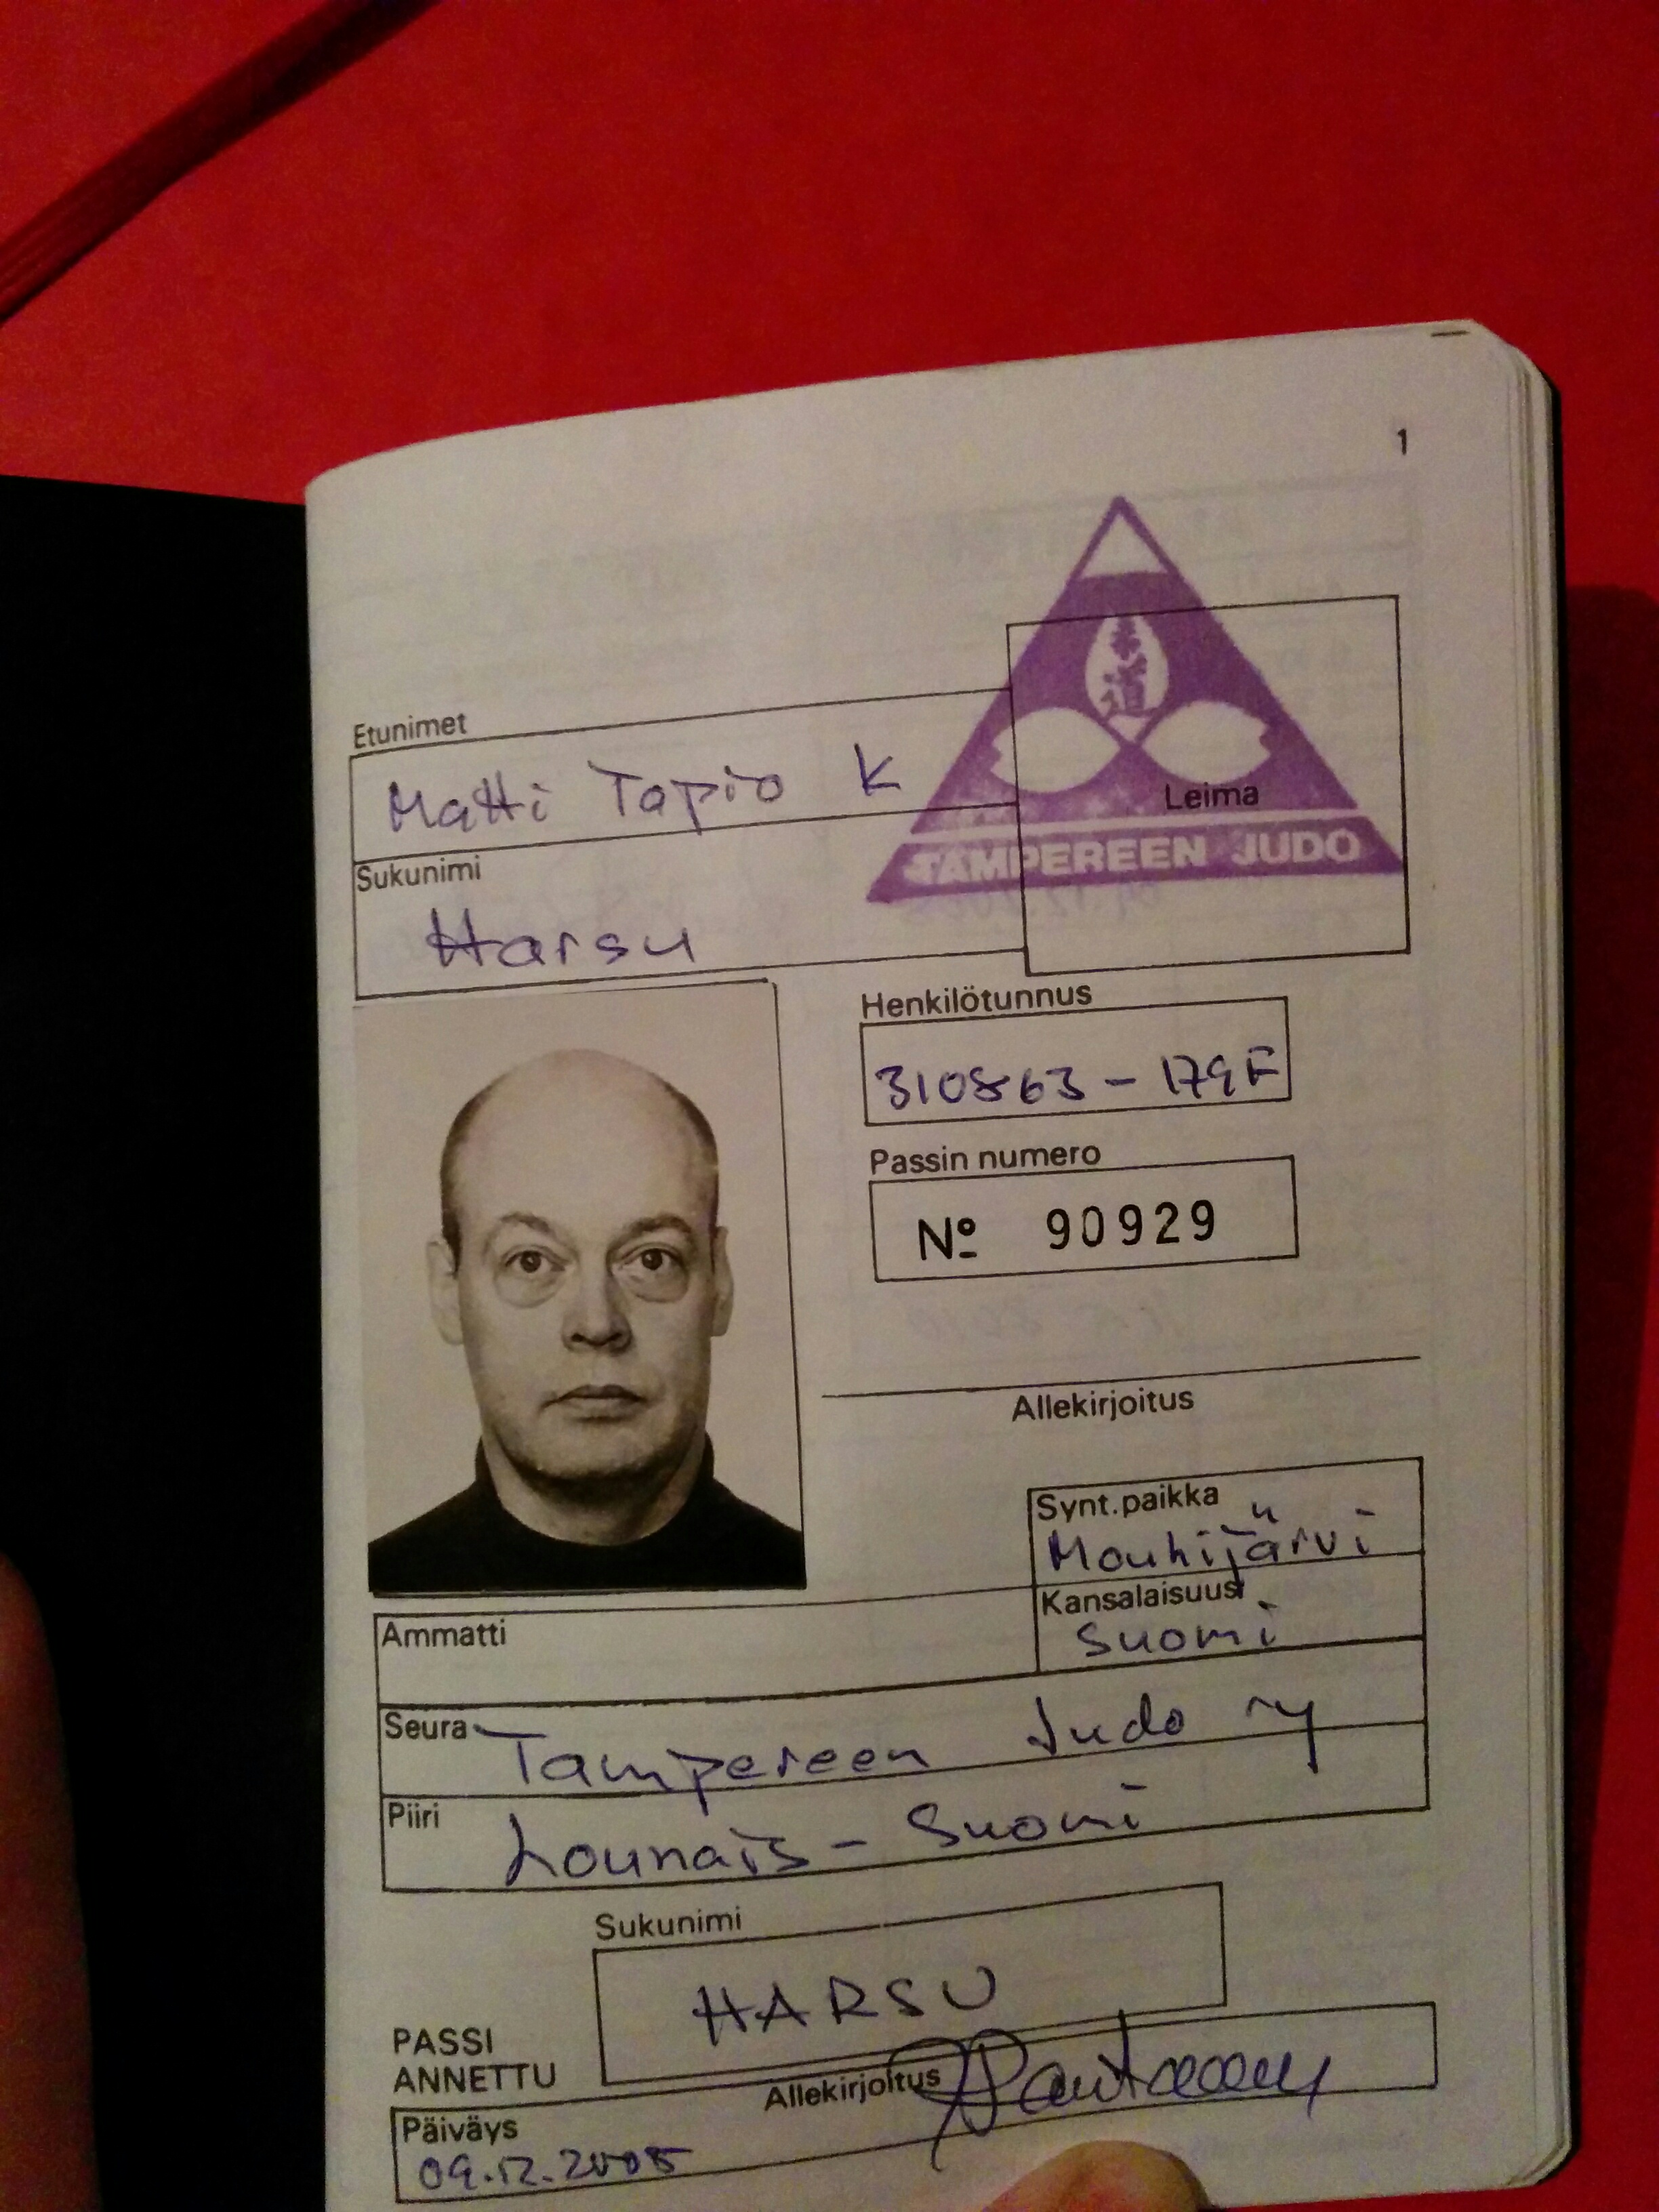 1
柔道
Etunimet
Matti Tapio K
Leima
TAMPEREEN JUDO
Sukunimi
Harsu
Henkilötunnus
310863-179F
Passin numero
Nº 90929
Allekirjoitus
Synt.paikka
Mouhijärvi
Kansalaisuus
Suomi
Ammatti
Seura
Tampereen Judo ry
Piiri
Lounais-Suomi
Sukunimi
HARSU
PASSI
ANNETTU
Allekirjoitus
Päiväys
09.12.2005